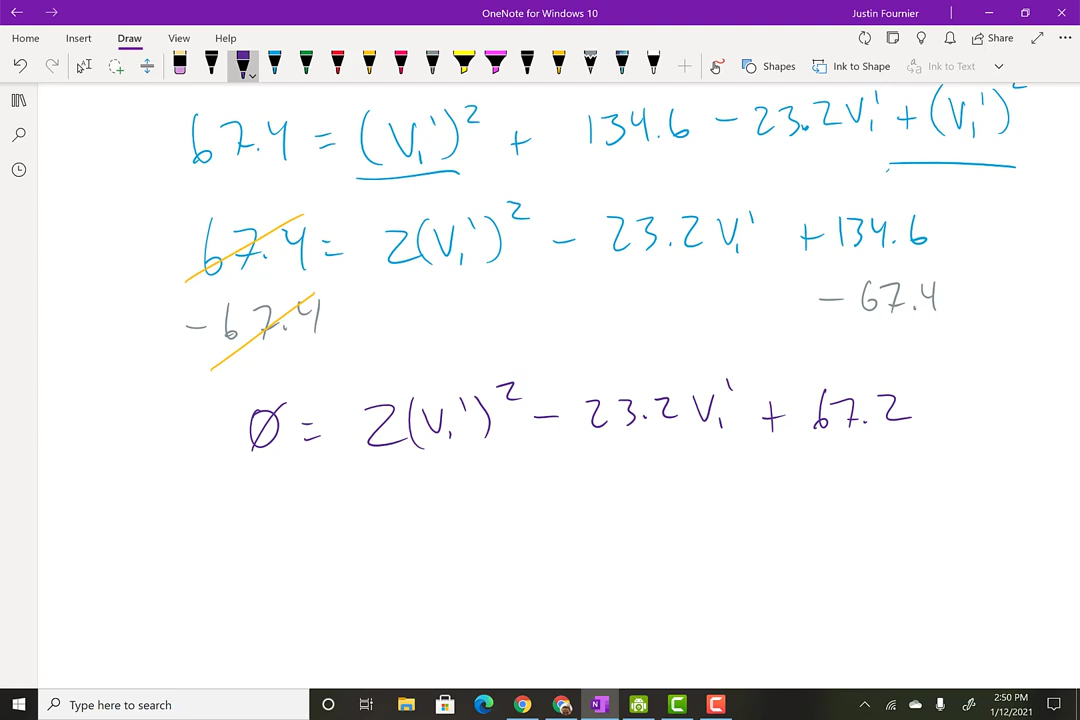 OneNote for Windows 10
Justin Fournier
Home Insert Draw View Help
Share
Shapes Ink to Shape Ink to Text
67.4 = (V₁')² + 134.6 - 23.2V₁' + (V₁')²
67.4 = 2(V₁')² - 23.2V₁' + 134.6
-67.4 - 67.4
0 = 2(V₁')² - 23.2V₁' + 67.2
Type here to search
2:50 PM
1/12/2021